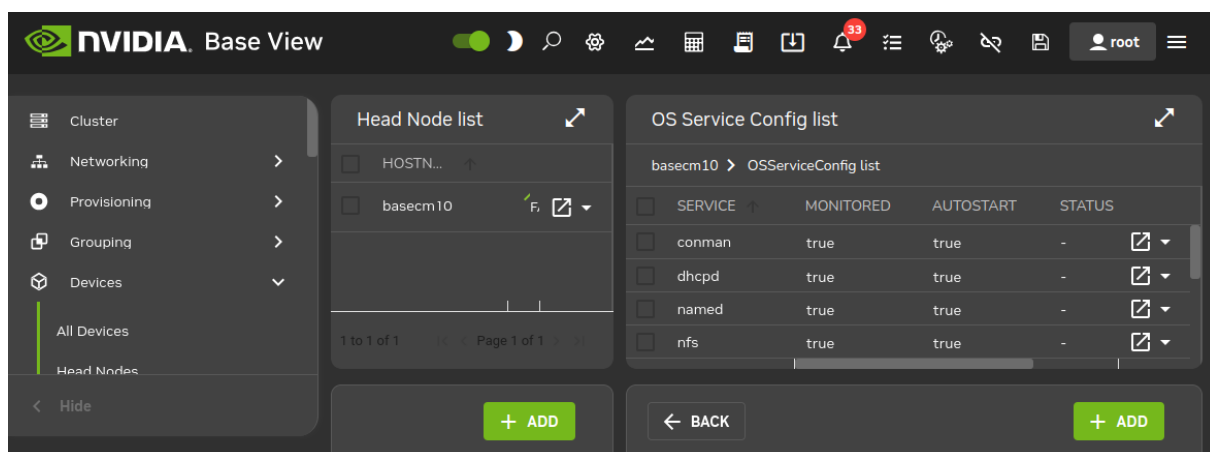 NVIDIA. Base View
33
root
Cluster
Networking
Provisioning
Grouping
Devices
All Devices
Head Nodes
Hide
Head Node list
HOSTN...
basecm10
1 to 1 of 1 Page 1 of 1
+ ADD
OS Service Config list
basecm10 > OSServiceConfig list
SERVICE MONITORED AUTOSTART STATUS
conman true true -
dhcpd true true -
named true true -
nfs true true -
BACK
+ ADD